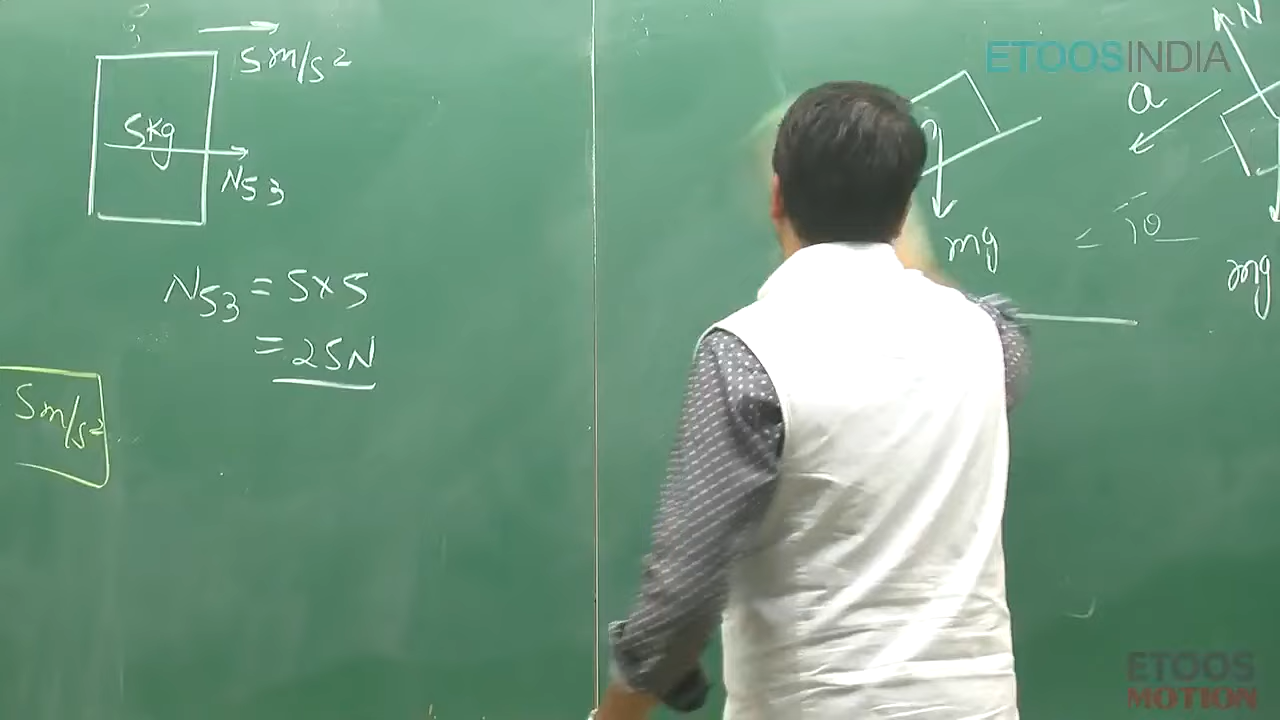 5m/s²
5kg
N53
N53 = 5×5
= 25N
5m/s²
mg
= 10
a
N
mg
ETOOSINDIA
ETOOS
MOTION